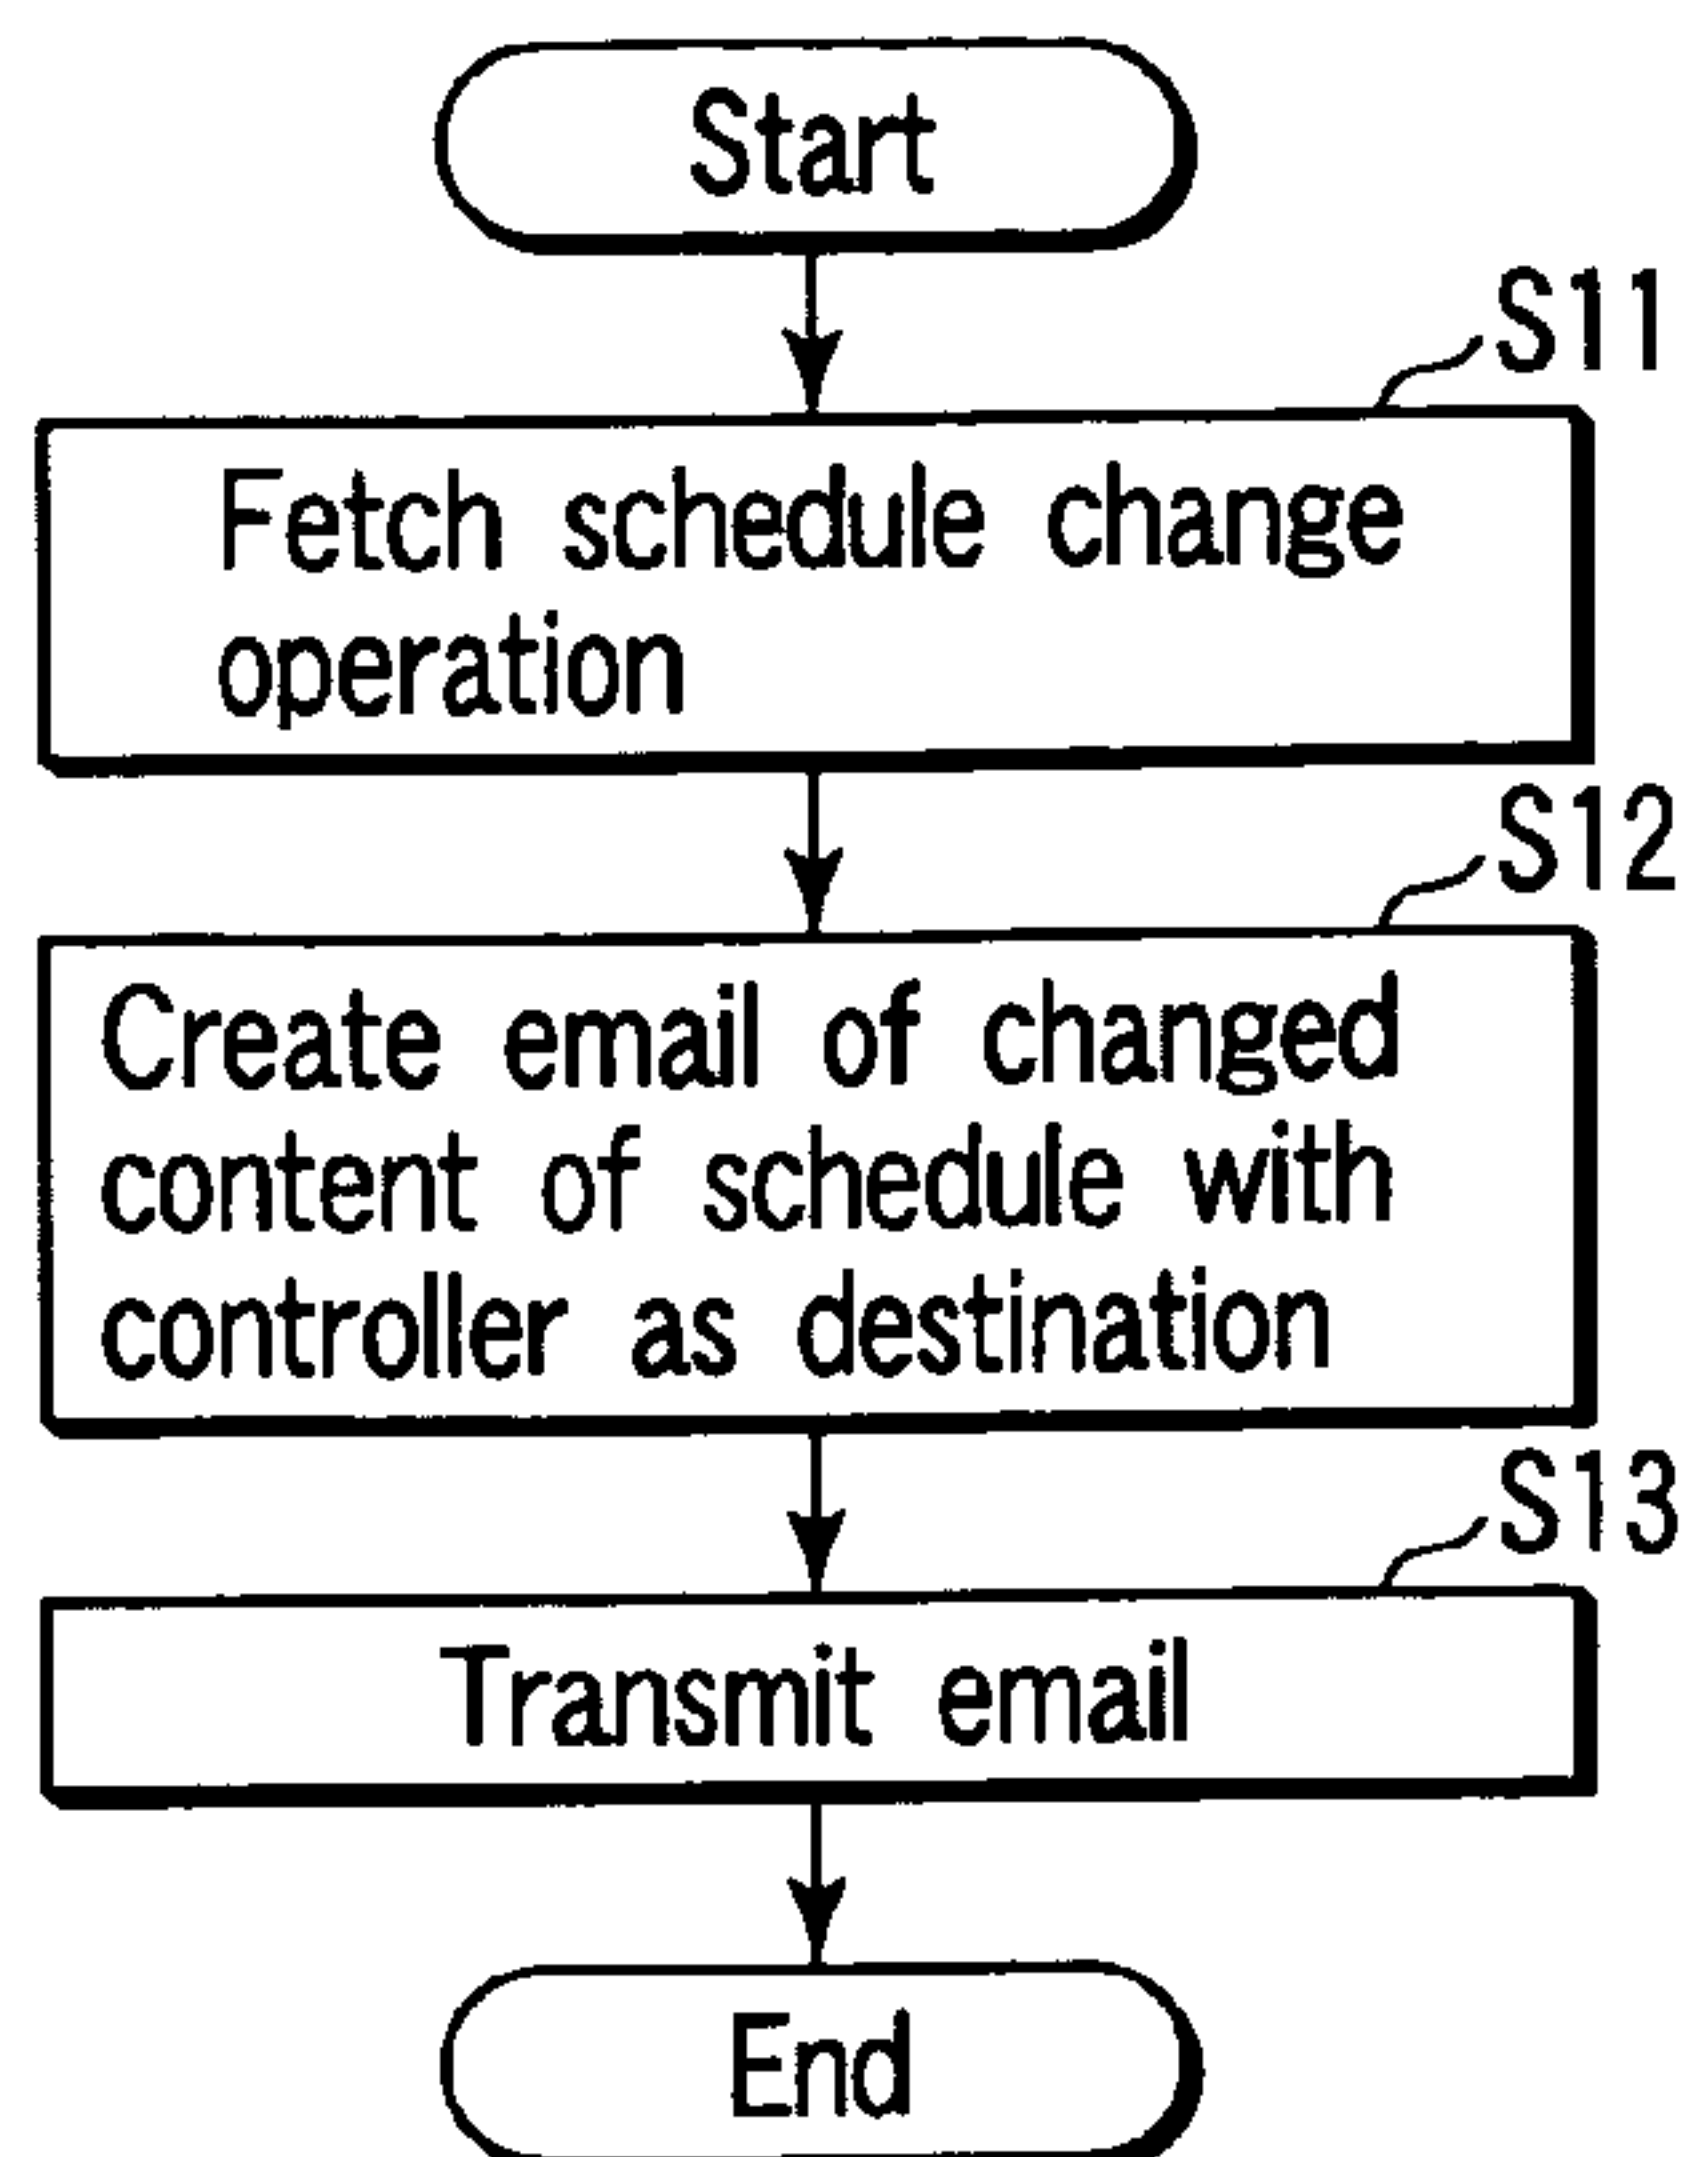 Start
S11
Fetch schedule change
operation
S12
Create email of changed
content of schedule with
controller as destination
S13
Transmit email
End